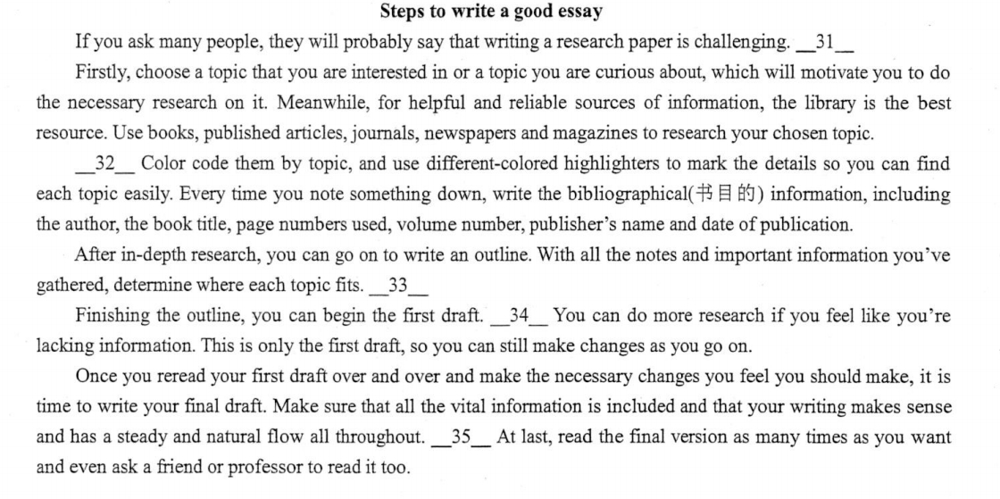 Steps to write a good essay
If you ask many people, they will probably say that writing a research paper is challenging. __31__
Firstly, choose a topic that you are interested in or a topic you are curious about, which will motivate you to do
the necessary research on it. Meanwhile, for helpful and reliable sources of information, the library is the best
resource. Use books, published articles, journals, newspapers and magazines to research your chosen topic.
__32__ Color code them by topic, and use different-colored highlighters to mark the details so you can find
each topic easily. Every time you note something down, write the bibliographical(书目的) information, including
the author, the book title, page numbers used, volume number, publisher's name and date of publication.
After in-depth research, you can go on to write an outline. With all the notes and important information you've
gathered, determine where each topic fits. __33__
Finishing the outline, you can begin the first draft. __34__ You can do more research if you feel like you're
lacking information. This is only the first draft, so you can still make changes as you go on.
Once you reread your first draft over and over and make the necessary changes you feel you should make, it is
time to write your final draft. Make sure that all the vital information is included and that your writing makes sense
and has a steady and natural flow all throughout. __35__ At last, read the final version as many times as you want
and even ask a friend or professor to read it too.